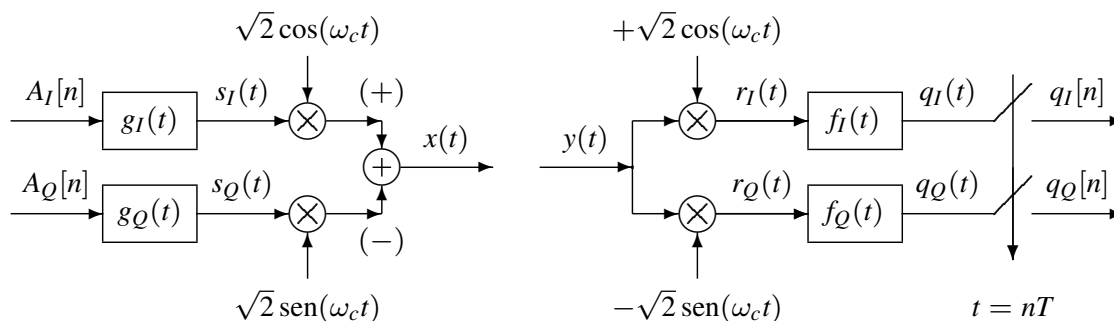 √2 cos(ω_c t)
+√2 cos(ω_c t)
A_I[n]
g_I(t)
s_I(t)
(+)
r_I(t)
f_I(t)
q_I(t)
q_I[n]
+
x(t)
y(t)
A_Q[n]
g_Q(t)
s_Q(t)
(−)
r_Q(t)
f_Q(t)
q_Q(t)
q_Q[n]
√2 sen(ω_c t)
−√2 sen(ω_c t)
t = nT